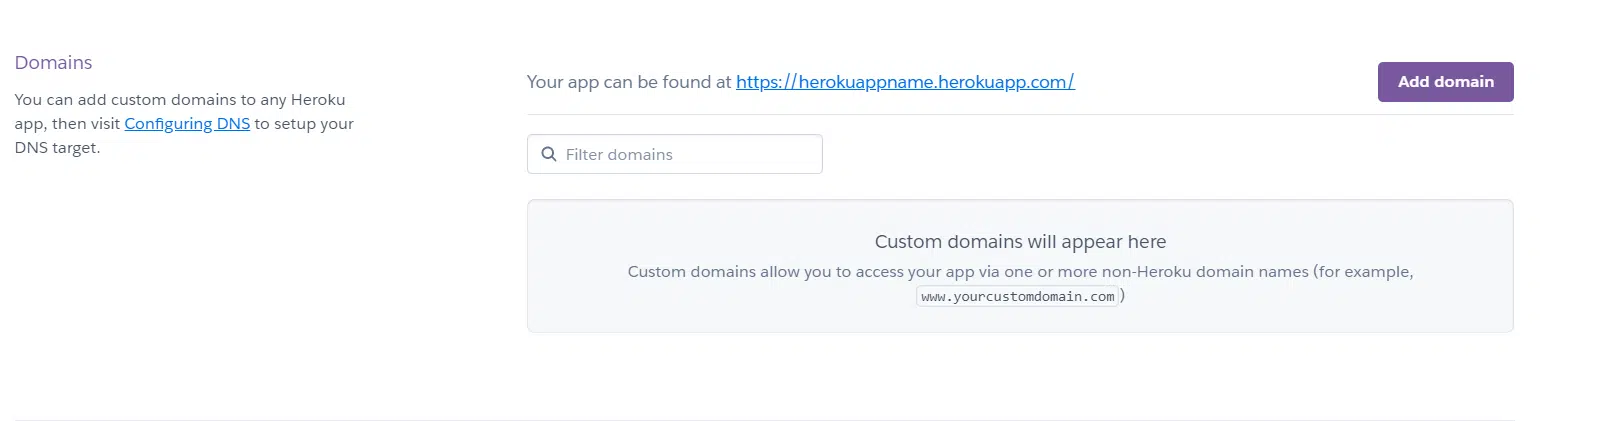 Domains
You can add custom domains to any Heroku
app, then visit Configuring DNS to setup your
DNS target.
Your app can be found at https://herokuappname.herokuapp.com/
Add domain
Filter domains
Custom domains will appear here
Custom domains allow you to access your app via one or more non-Heroku domain names (for example,
www.yourcustomdomain.com)